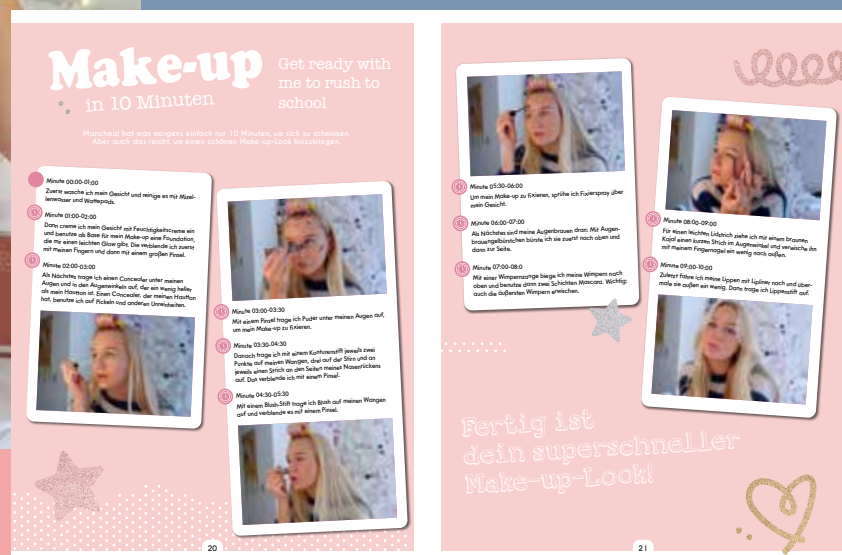 Make-up
in 10 Minuten
Get ready with
me to rush to
school
Manchmal hat man morgens einfach nur 10 Minuten, um sich zu schminken.
Aber auch das reicht, um einen schönen Make-up-Look hinzukriegen.
Minute 00:00-01:00
Zuerst wasche ich mein Gesicht und reinige es mit Mizel-
lenwasser und Wattepads.
Minute 01:00-02:00
Dann creme ich mein Gesicht mit Feuchtigkeitscreme ein
und benutze als Base für mein Make-up eine Foundation,
die mir einen leichten Glow gibt. Die verblende ich zuerst
mit meinen Fingern und dann mit einem großen Pinsel.
Minute 02:00-03:00
Als Nächstes trage ich einen Concealer unter meinen
Augen und in den Augenwinkeln auf, der ein wenig heller
als mein Hautton ist. Einen Concealer, der meinen Hautton
hat, benutze ich auf Pickeln und anderen Unreinheiten.
Minute 03:00-03:30
Mit einem Pinsel trage ich Puder unter meinen Augen auf,
um mein Make-up zu fixieren.
Minute 03:30-04:30
Danach trage ich mit einem Konturenstift jeweils zwei
Punkte auf meinen Wangen, drei auf der Stirn und an
jeweils einen Strich an den Seiten meines Nasenrückens
auf. Das verblende ich mit einem Pinsel.
Minute 04:30-05:30
Mit einem Blush-Stift trage ich Blush auf meinen Wangen
auf und verblende es mit einem Pinsel.
20
Minute 05:30-06:00
Um mein Make-up zu fixieren, sprühe ich Fixierspray über
mein Gesicht.
Minute 06:00-07:00
Als Nächstes sind meine Augenbrauen dran: Mit Augen-
brauengelbürstchen bürste ich sie zuerst nach oben und
dann zur Seite.
Minute 07:00-08:0
Mit einer Wimpernzange biege ich meine Wimpern nach
oben und benutze dann zwei Schichten Mascara. Wichtig:
auch die äußersten Wimpern erwischen.
Minute 08:00-09:00
Für einen leichten Lidstrich ziehe ich mit einem braunen
Kajal einen kurzen Strich im Augenwinkel und verwische ihn
mit meinem Fingernagel ein wenig nach außen.
Minute 09:00-10:00
Zuletzt fahre ich meine Lippen mit Lipliner nach und über-
male sie außen ein wenig. Dann trage ich Lippenstift auf.
Fertig ist
dein superschneller
Make-up-Look!
21